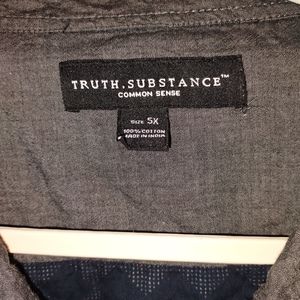 TRUTH.SUBSTANCE™
COMMON SENSE
SIZE 5X
100% COTTON
MADE IN INDIA